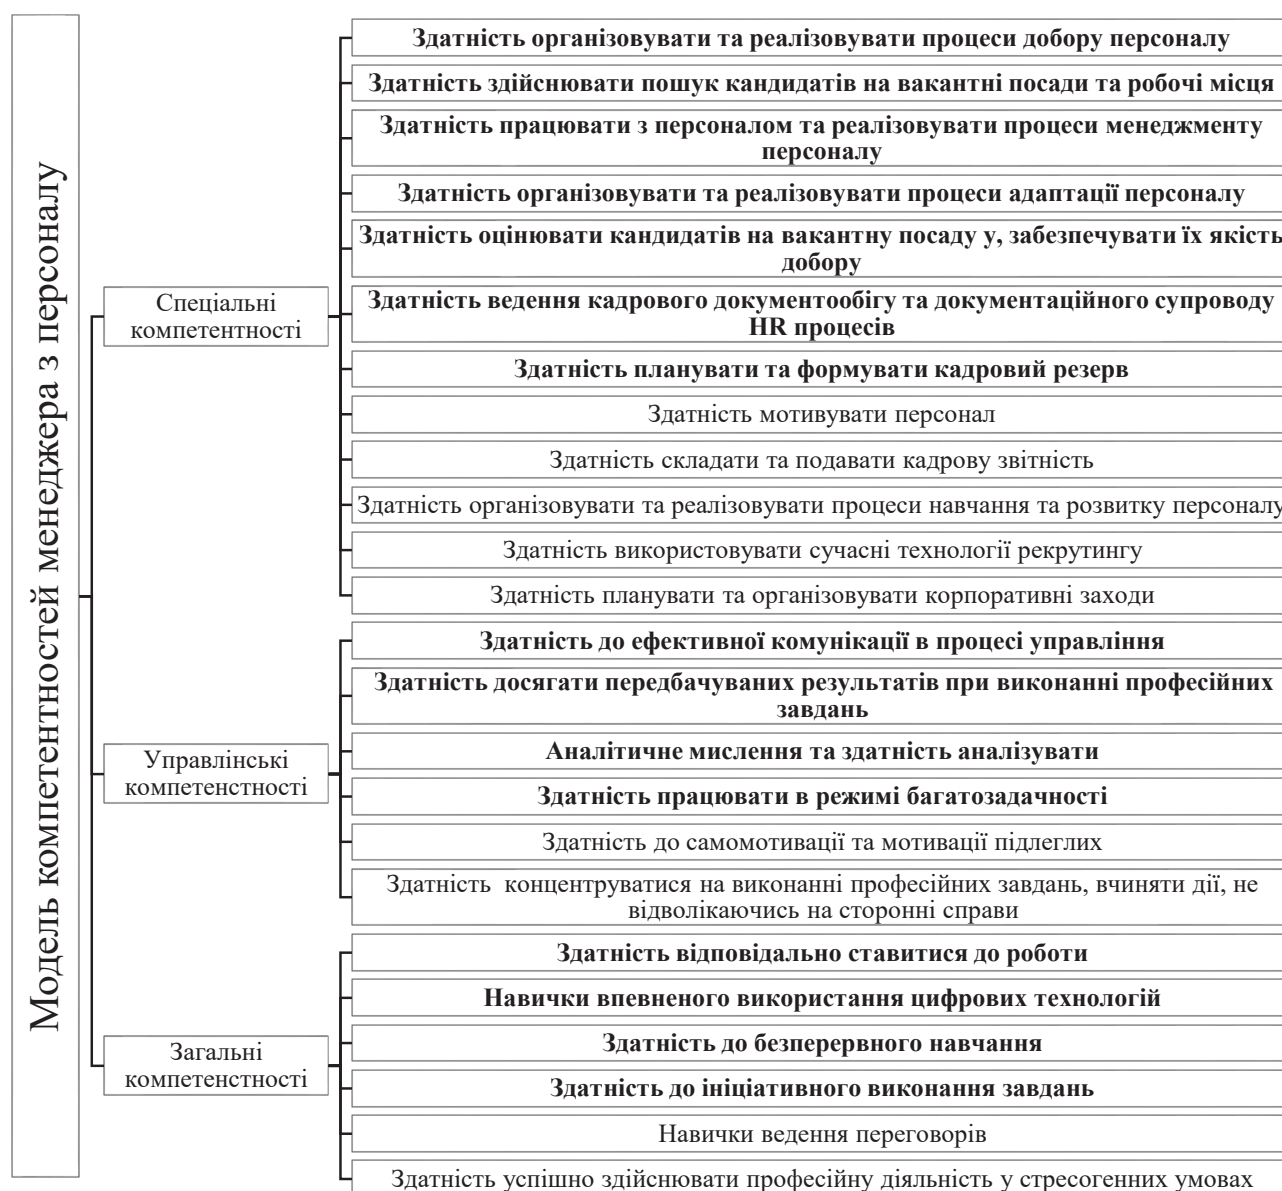 Модель компетентностей менеджера з персоналу
Спеціальні
компетентності
Здатність організовувати та реалізовувати процеси добору персоналу
Здатність здійснювати пошук кандидатів на вакантні посади та робочі місця
Здатність працювати з персоналом та реалізовувати процеси менеджменту
персоналу
Здатність організовувати та реалізовувати процеси адаптації персоналу
Здатність оцінювати кандидатів на вакантну посаду у, забезпечувати їх якість
добору
Здатність ведення кадрового документообігу та документаційного супроводу
HR процесів
Здатність планувати та формувати кадровий резерв
Здатність мотивувати персонал
Здатність складати та подавати кадрову звітність
Здатність організовувати та реалізовувати процеси навчання та розвитку персоналу
Здатність використовувати сучасні технології рекрутингу
Здатність планувати та організовувати корпоративні заходи
Управлінські
компетенстності
Здатність до ефективної комунікації в процесі управління
Здатність досягати передбачуваних результатів при виконанні професійних
завдань
Аналітичне мислення та здатність аналізувати
Здатність працювати в режимі багатозадачності
Здатність до самомотивації та мотивації підлеглих
Здатність концентруватися на виконанні професійних завдань, вчиняти дії, не
відволікаючись на сторонні справи
Загальні
компетенстності
Здатність відповідально ставитися до роботи
Навички впевненого використання цифрових технологій
Здатність до безперервного навчання
Здатність до ініціативного виконання завдань
Навички ведення переговорів
Здатність успішно здійснювати професійну діяльність у стресогенних умовах